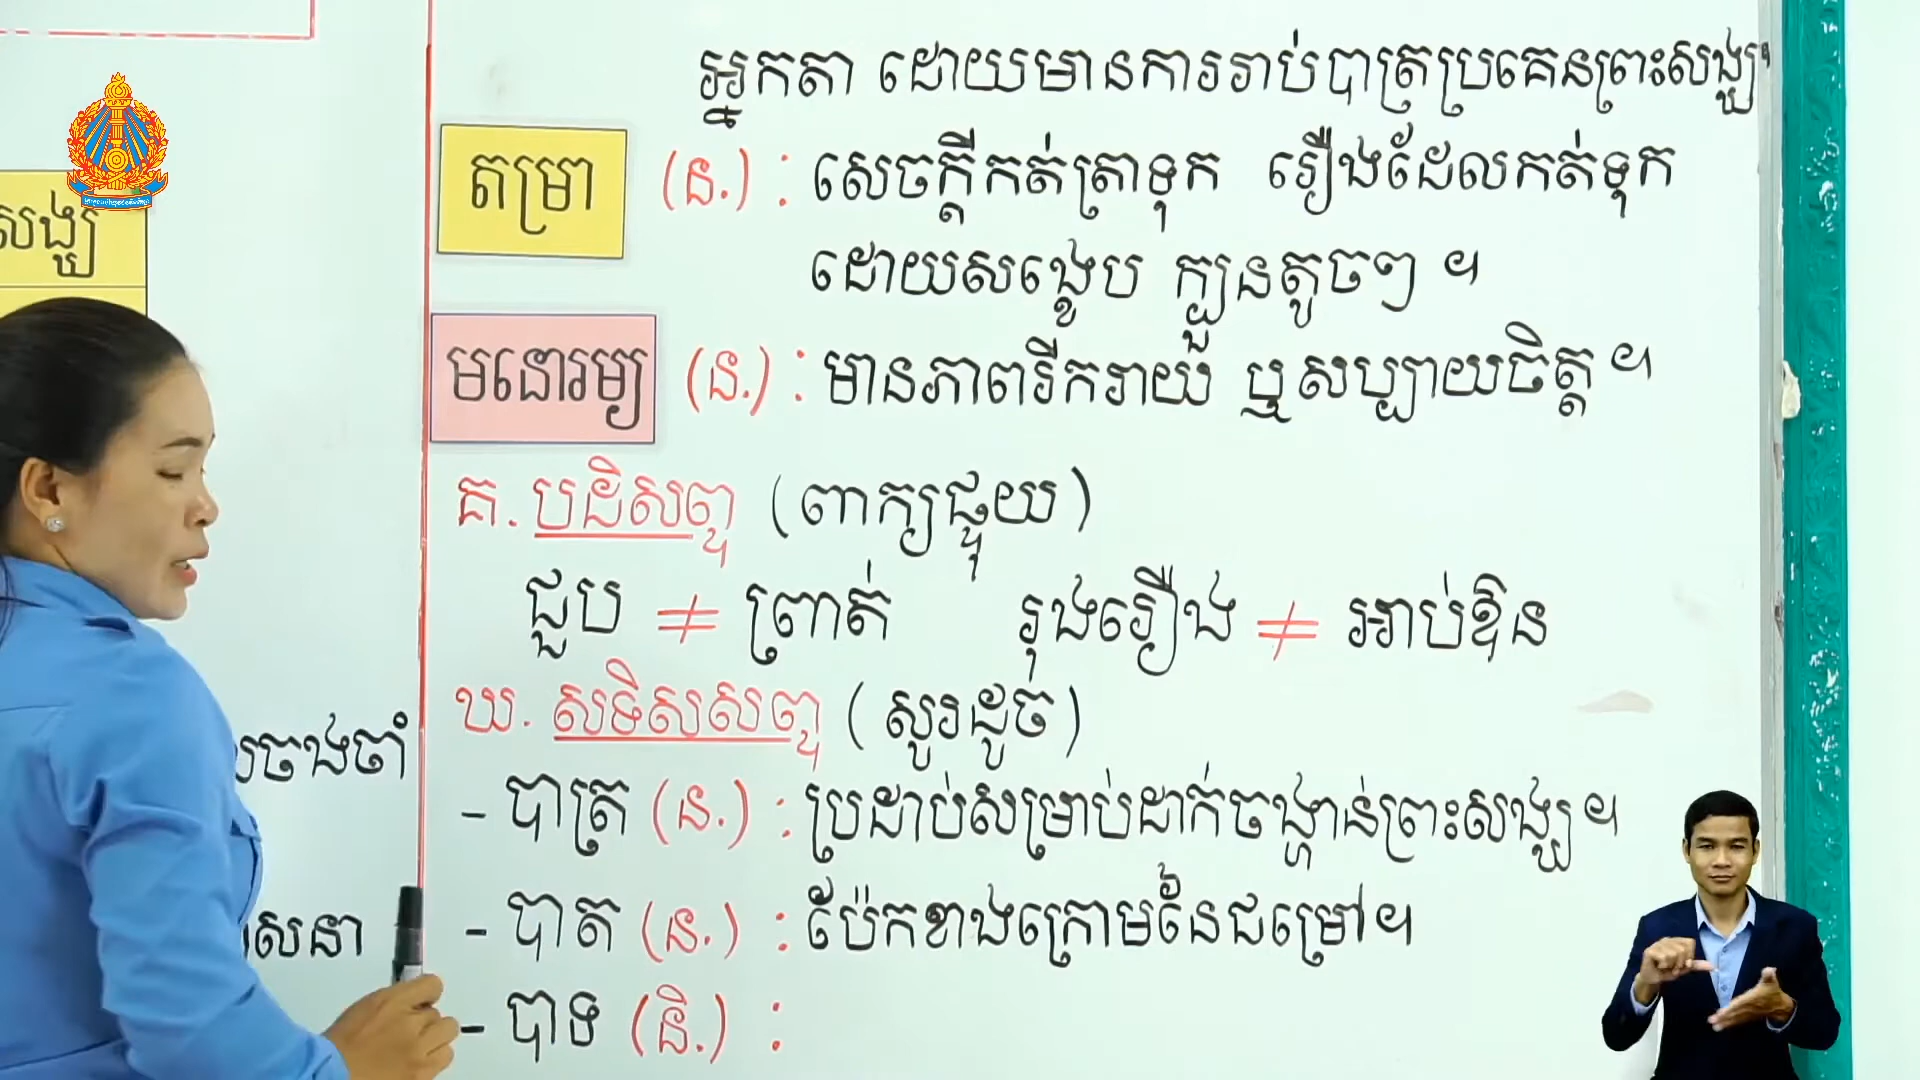 អ្នកតា ដោយមានការរាប់បាត្រប្រគេនព្រះសង្ឃ។
តម្រា (ន.) : សេចក្ដីកត់ត្រាទុក រឿងដែលកត់ទុក
ដោយសង្ខេប ក្បួនតូចៗ ។
មនោរម្យ (ន.) : មានភាពរីករាយ ឬសប្បាយចិត្ត ។
គ. បដិសព្ទ (ពាក្យផ្ទុយ)
ជួប ≠ ព្រាត់ រុងរឿង ≠ អាប់ឱន
ឃ. សទិសសព្ទ (សូរដូច)
- បាត្រ (ន.) : ប្រដាប់សម្រាប់ដាក់ចង្ហាន់ព្រះសង្ឃ ។
- បាត (ន.) : ប៉ែកខាងក្រោមនៃជម្រៅ។
- បាទ (និ.) :
សង្ឃ
ចងចាំ
សនា